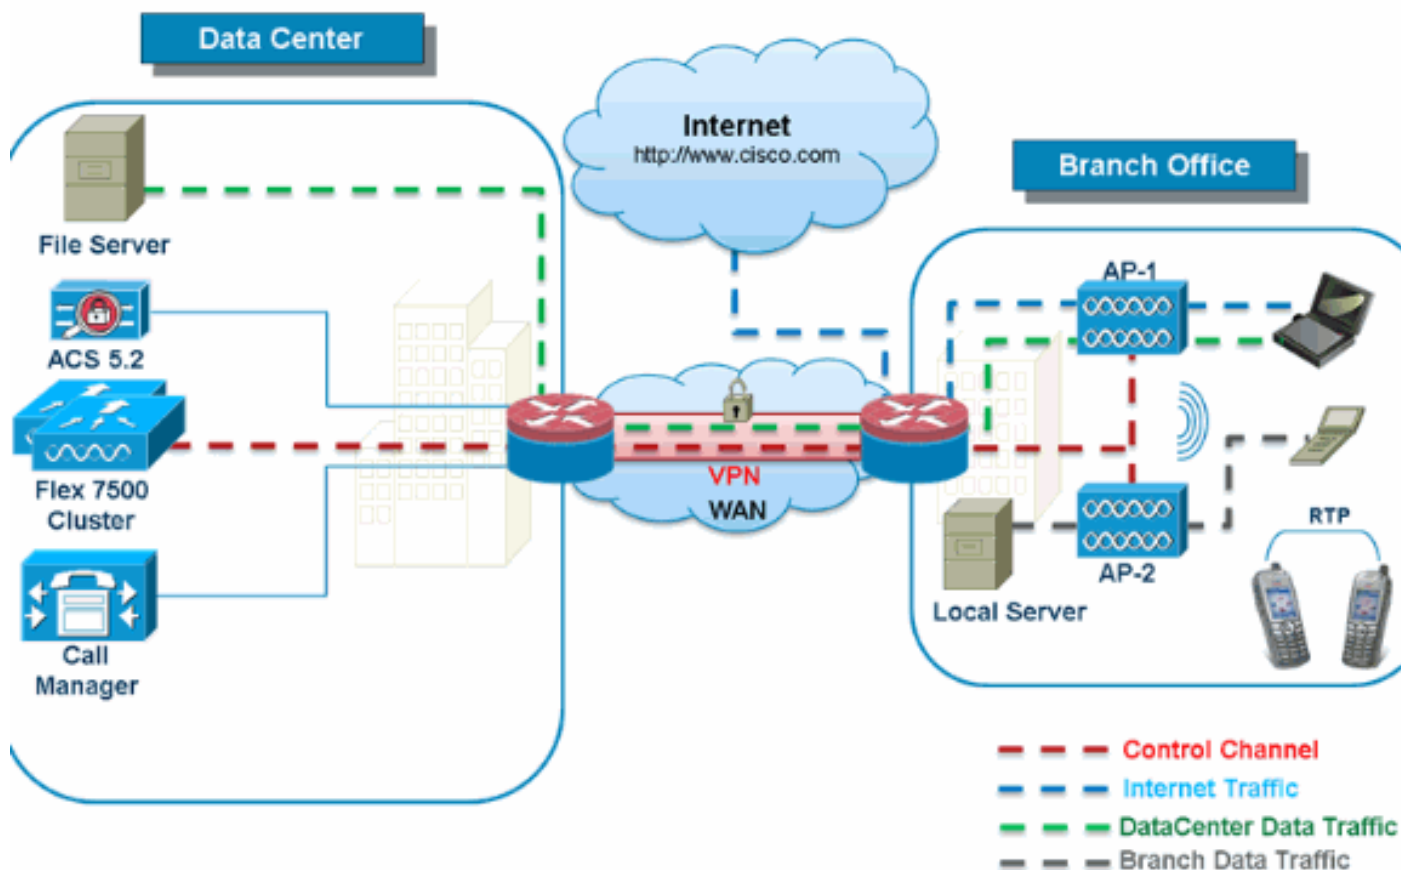 Data Center
Internet
http://www.cisco.com
Branch Office
File Server
AP-1
ACS 5.2
VPN
WAN
Flex 7500
Cluster
RTP
AP-2
Local Server
Call
Manager
Control Channel
Internet Traffic
DataCenter Data Traffic
Branch Data Traffic